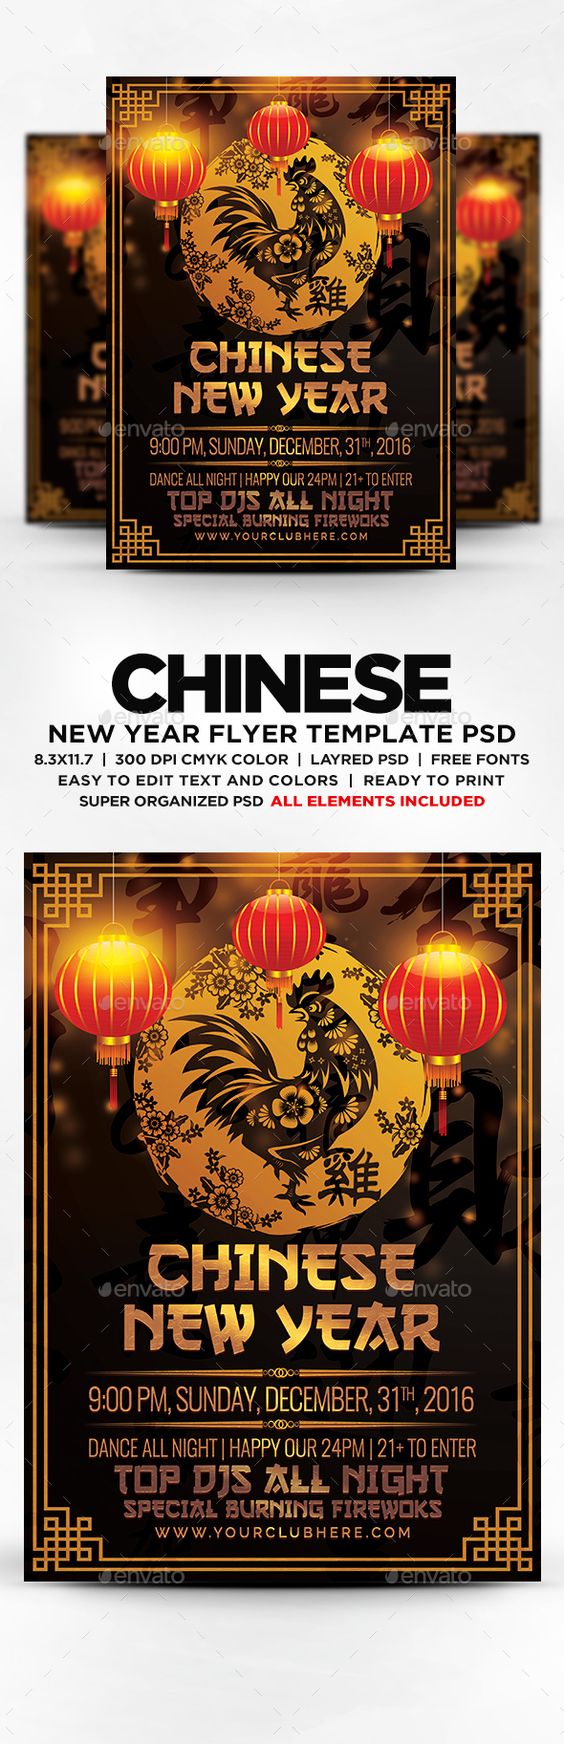 雞
CHINESE
NEW YEAR
9:00 PM, SUNDAY, DECEMBER, 31TH, 2016
DANCE ALL NIGHT | HAPPY OUR 24PM | 21+ TO ENTER
TOP DJS ALL NIGHT
SPECIAL BURNING FIREWOKS
WWW.YOURCLUBHERE.COM
CHINESE
NEW YEAR FLYER TEMPLATE PSD
8.3X11.7 | 300 DPI CMYK COLOR | LAYRED PSD | FREE FONTS
EASY TO EDIT TEXT AND COLORS | READY TO PRINT
SUPER ORGANIZED PSD ALL ELEMENTS INCLUDED
雞
CHINESE
NEW YEAR
9:00 PM, SUNDAY, DECEMBER, 31TH, 2016
DANCE ALL NIGHT | HAPPY OUR 24PM | 21+ TO ENTER
TOP DJS ALL NIGHT
SPECIAL BURNING FIREWOKS
WWW.YOURCLUBHERE.COM
envato